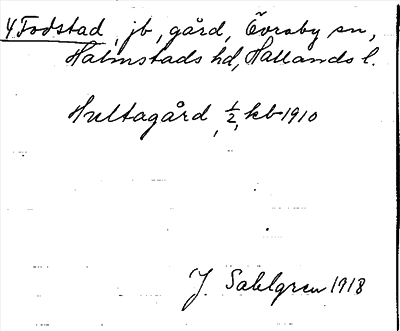 4 Fodstad, jb, gård, Övraby sn,
Halmstads hd, Hallands l.
Hultagård, 1/2, kb 1910
J. Sahlgren 1918